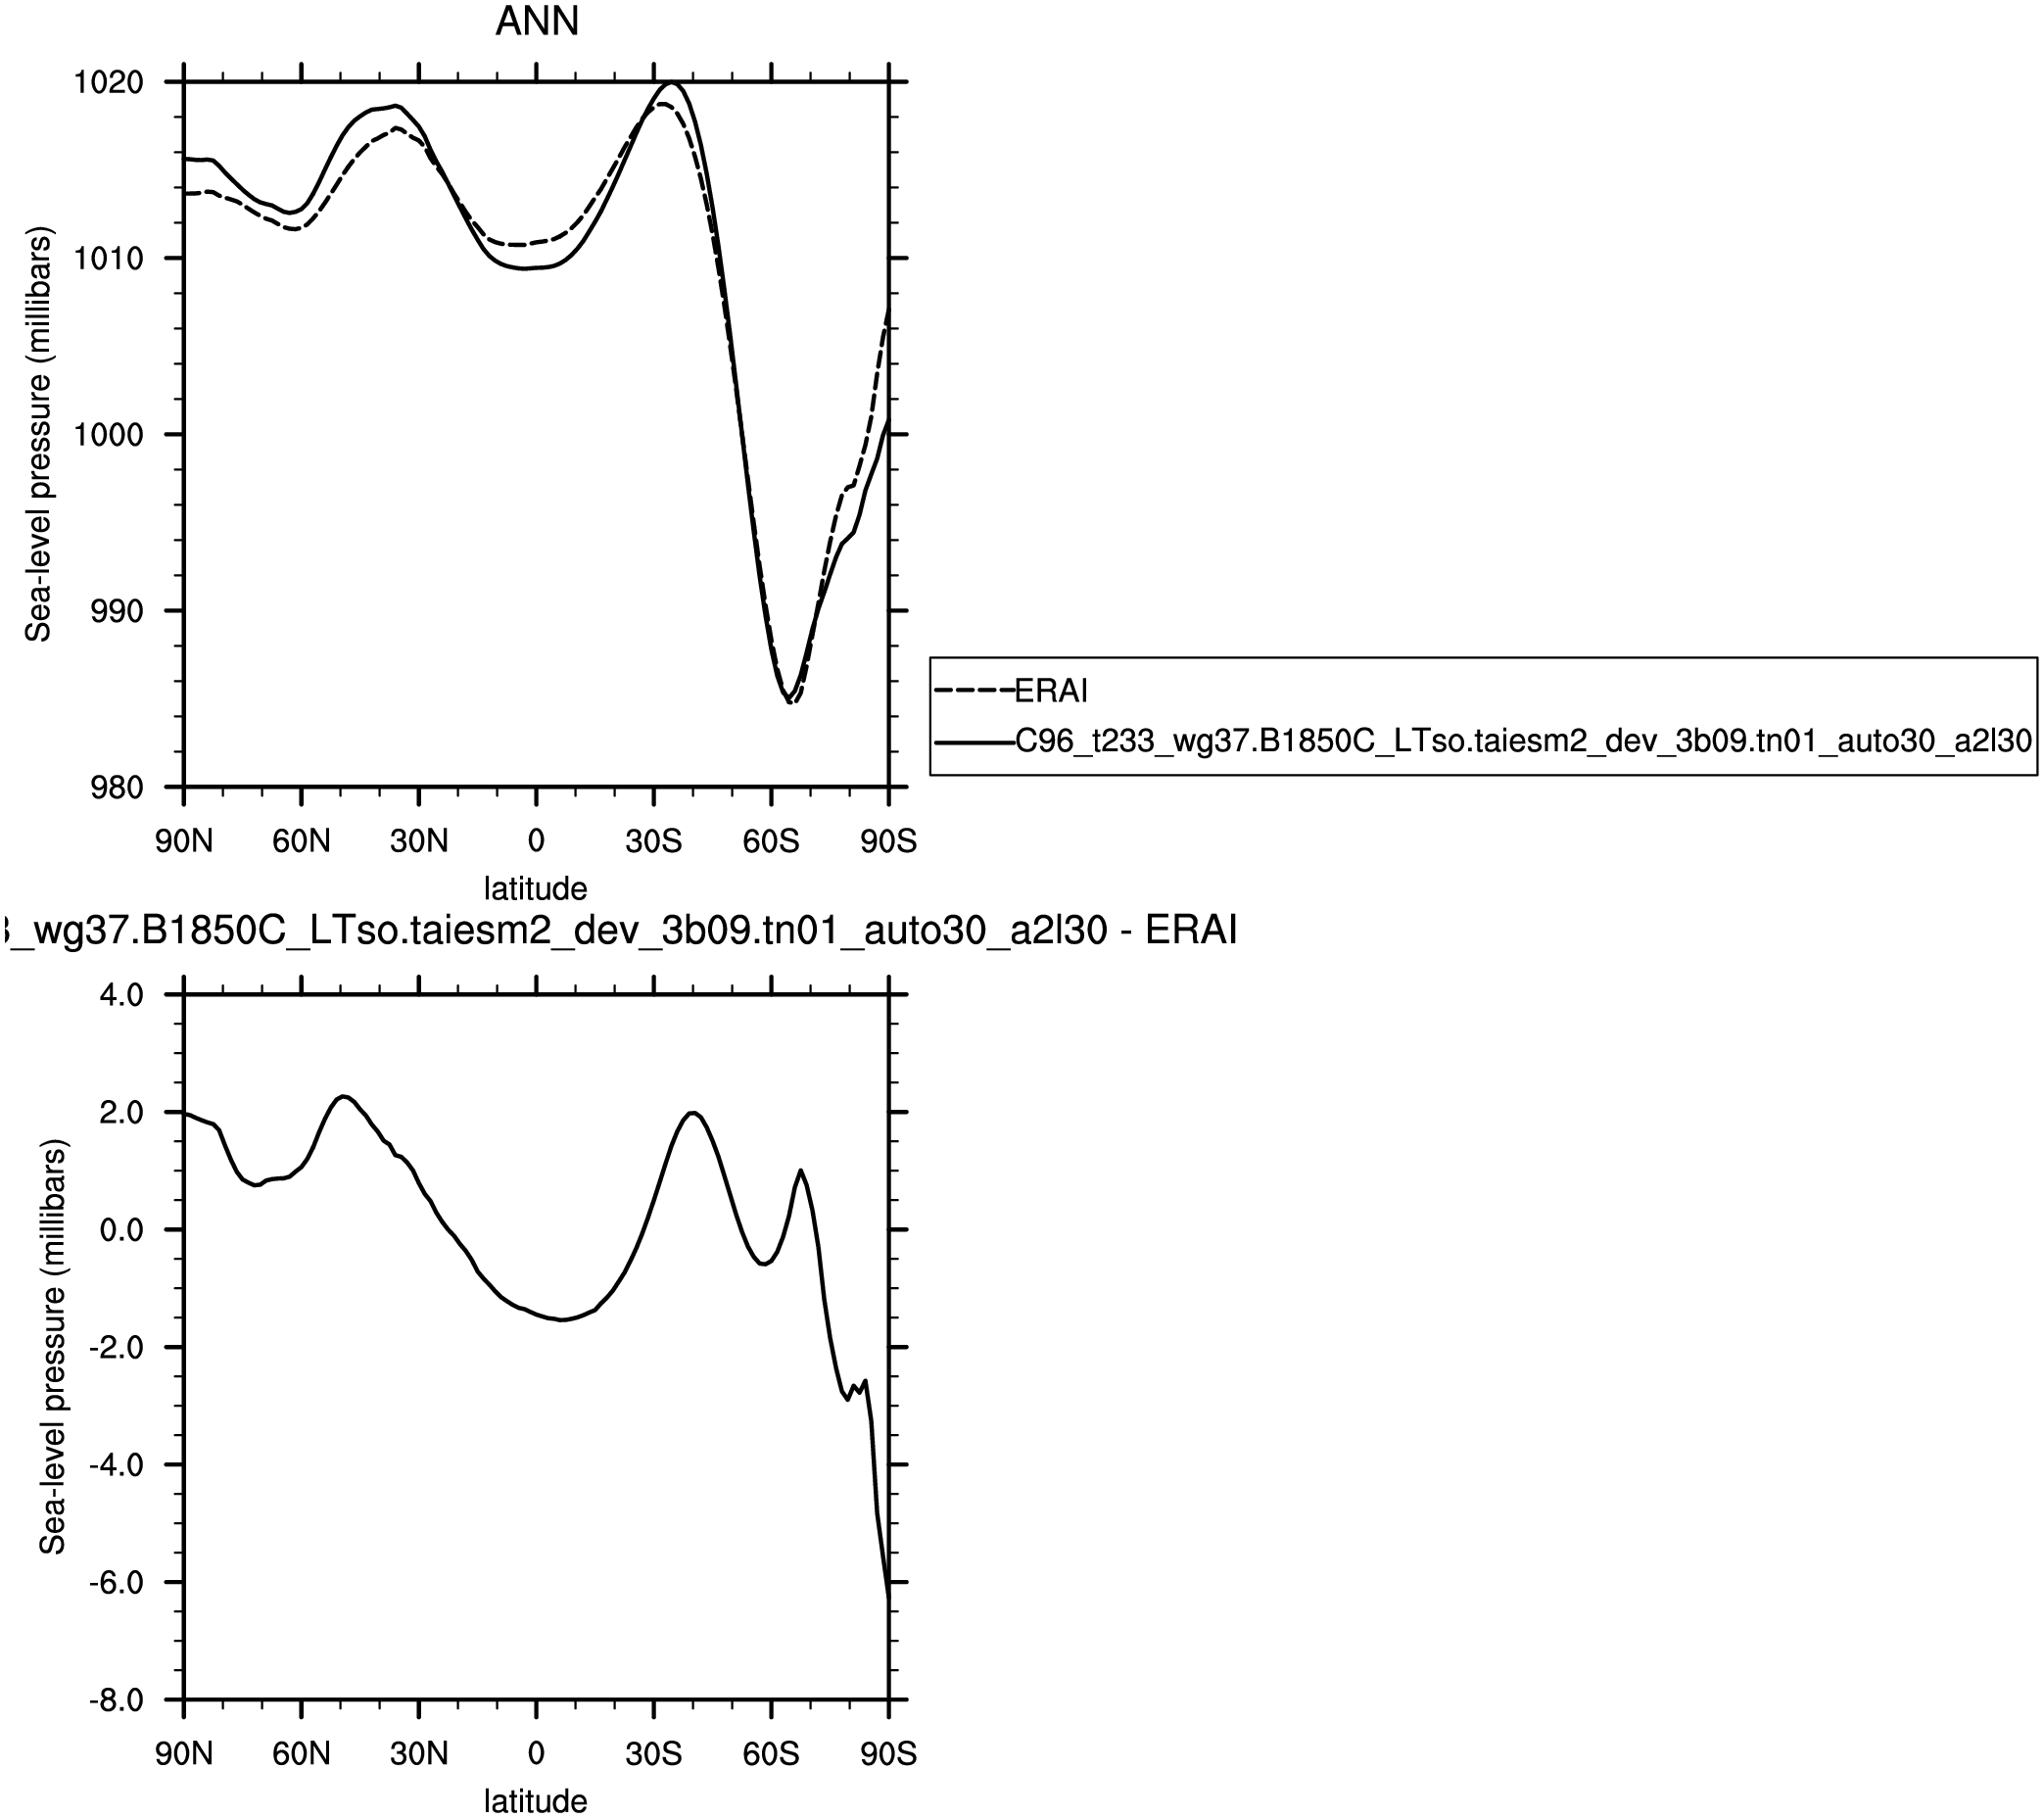 ANN
Sea-level pressure (millibars)
1020
1010
1000
990
980
90N 60N 30N 0 30S 60S 90S
latitude
ERAI
C96_t233_wg37.B1850C_LTso.taiesm2_dev_3b09.tn01_auto30_a2l30
_wg37.B1850C_LTso.taiesm2_dev_3b09.tn01_auto30_a2l30 - ERAI
Sea-level pressure (millibars)
4.0
2.0
0.0
-2.0
-4.0
-6.0
-8.0
90N 60N 30N 0 30S 60S 90S
latitude